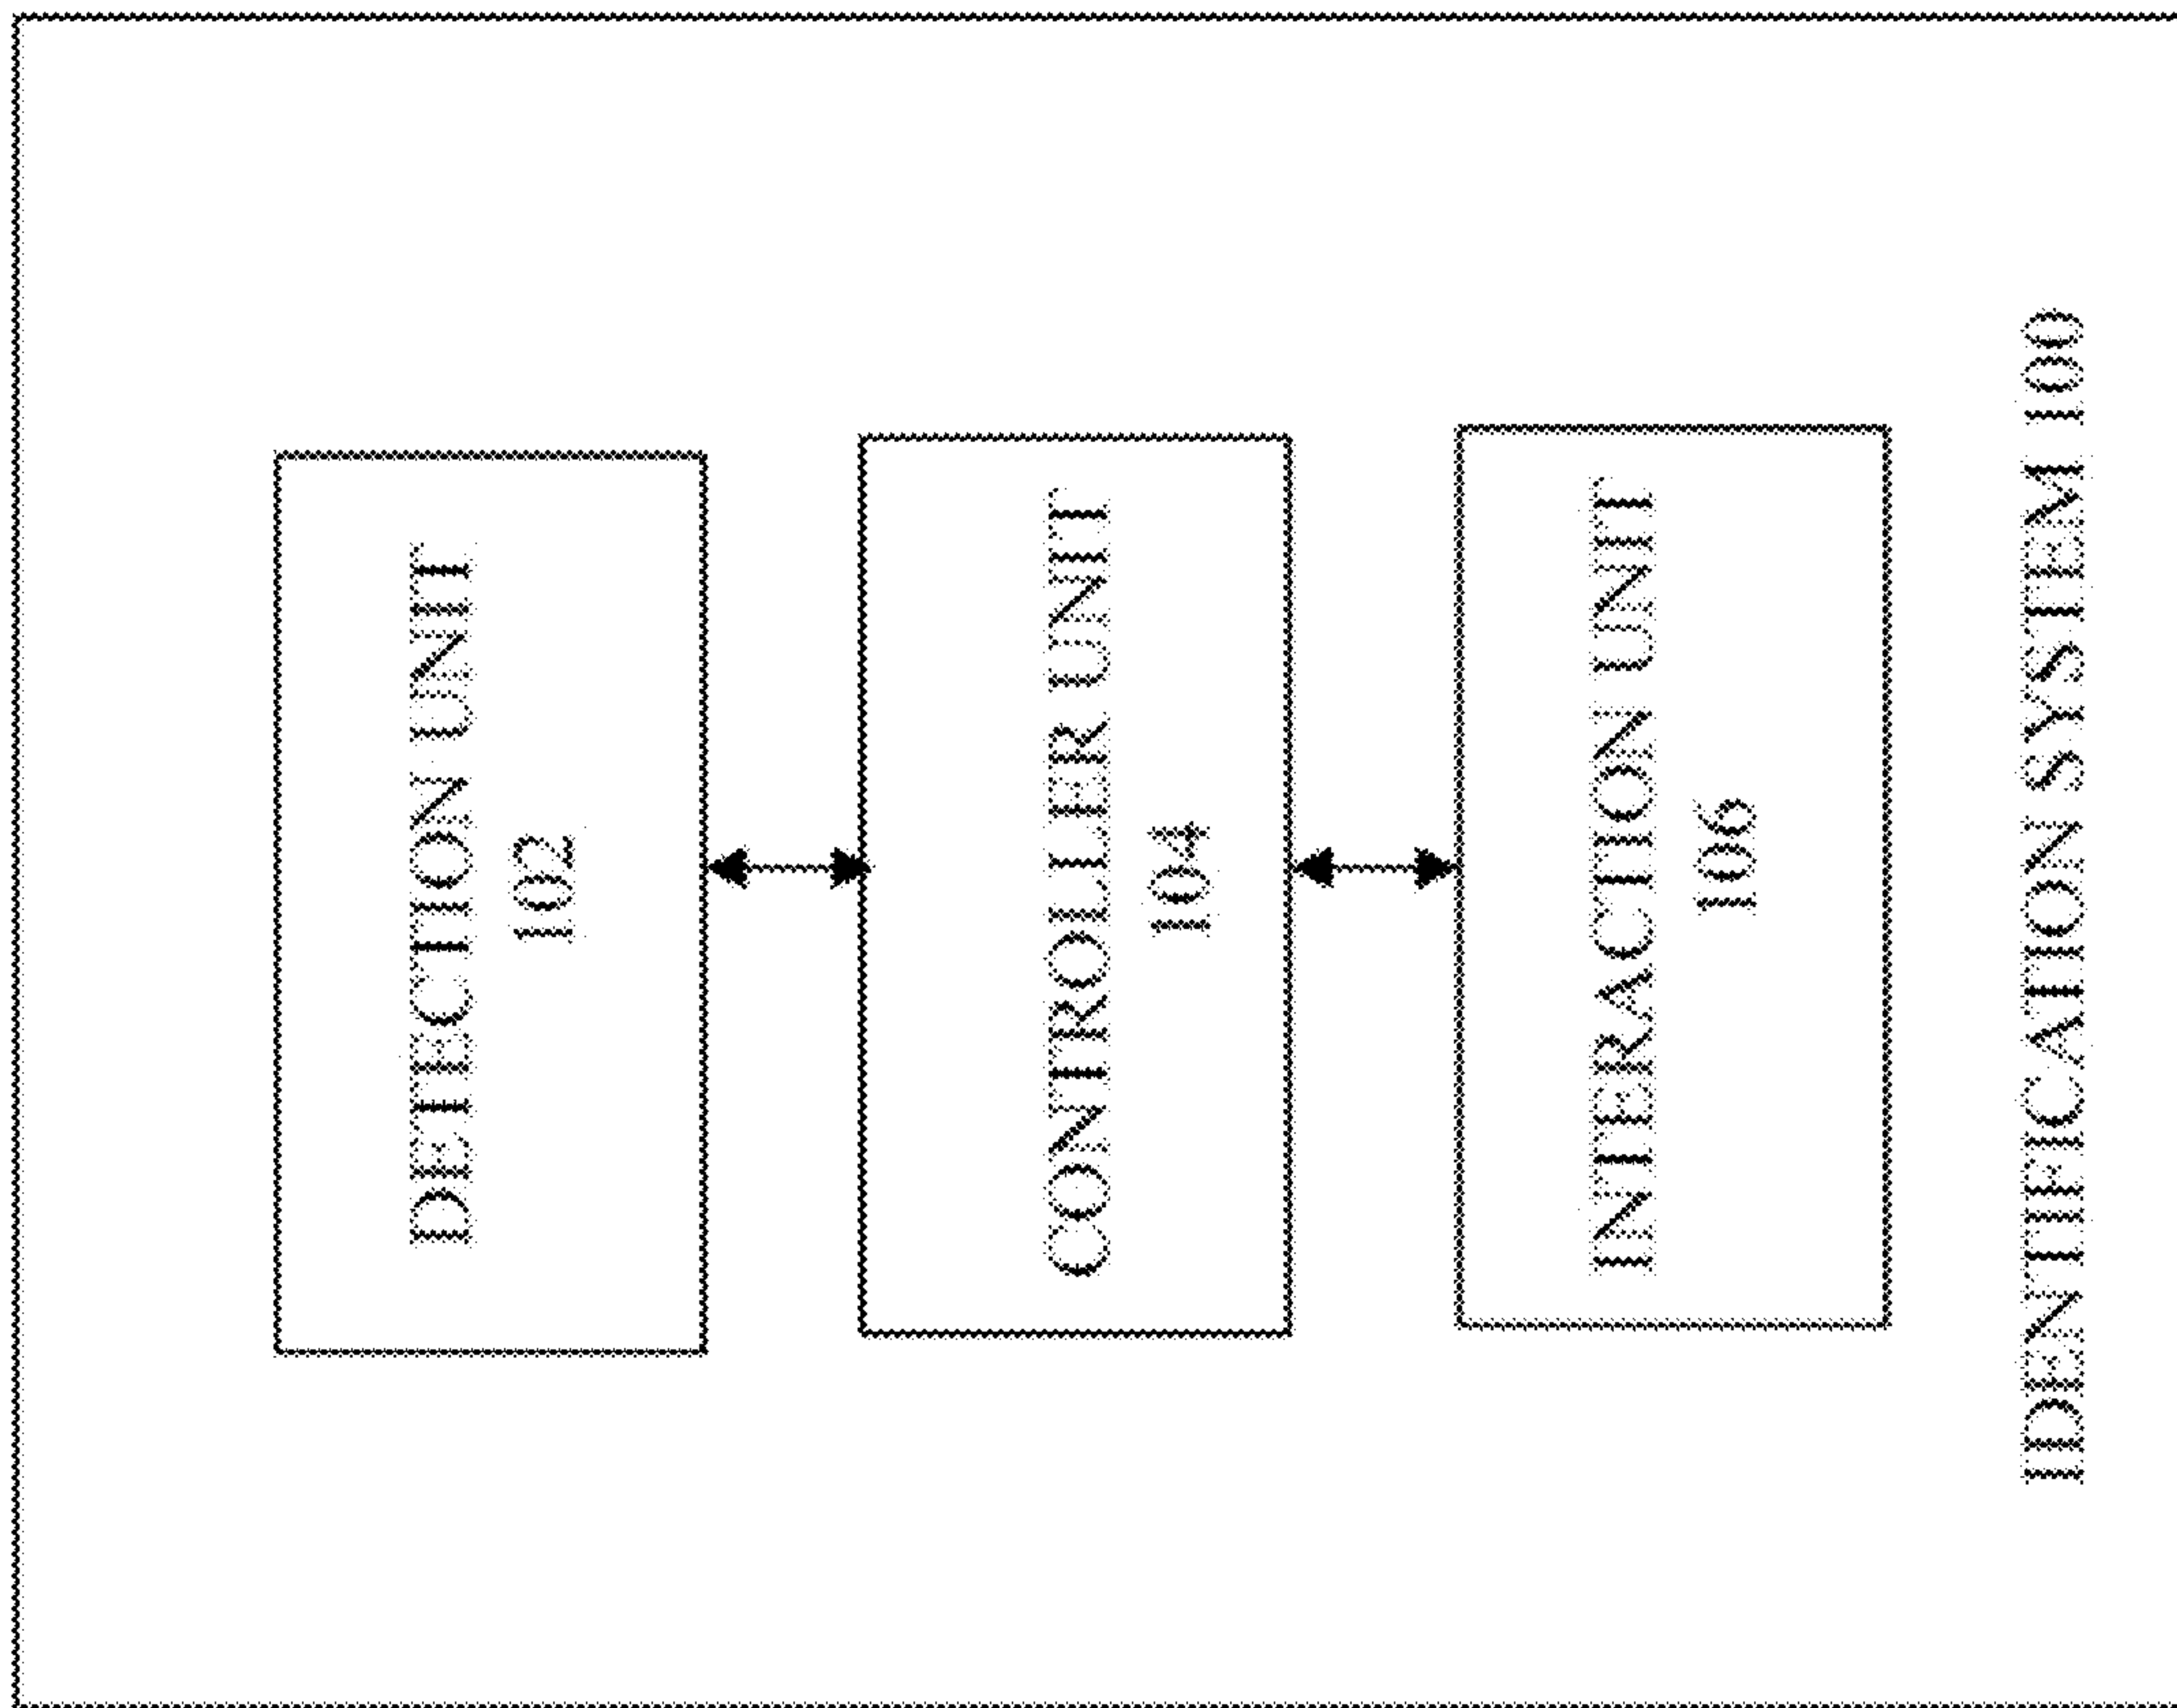 DETECTION UNIT
102
CONTROLLER UNIT
104
INTERACTION UNIT
106
IDENTIFICATION SYSTEM 100